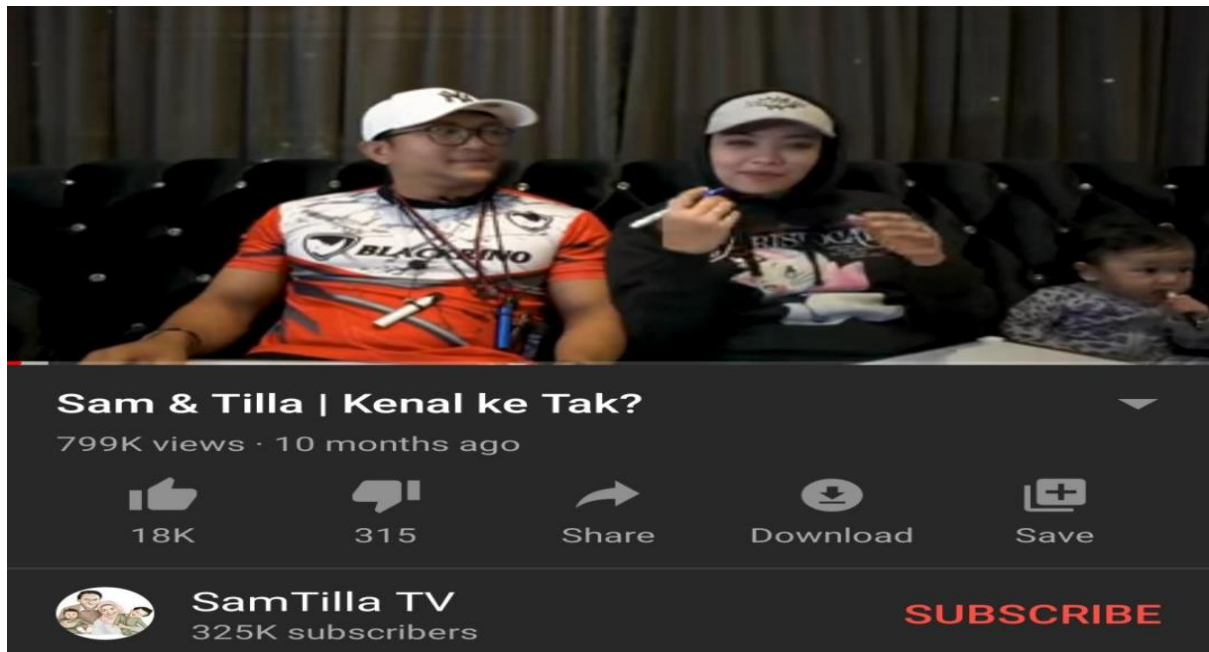 BLACKRINO
Sam & Tilla | Kenal ke Tak?
799K views · 10 months ago
18K
315
Share
Download
Save
SamTilla TV
325K subscribers
SUBSCRIBE